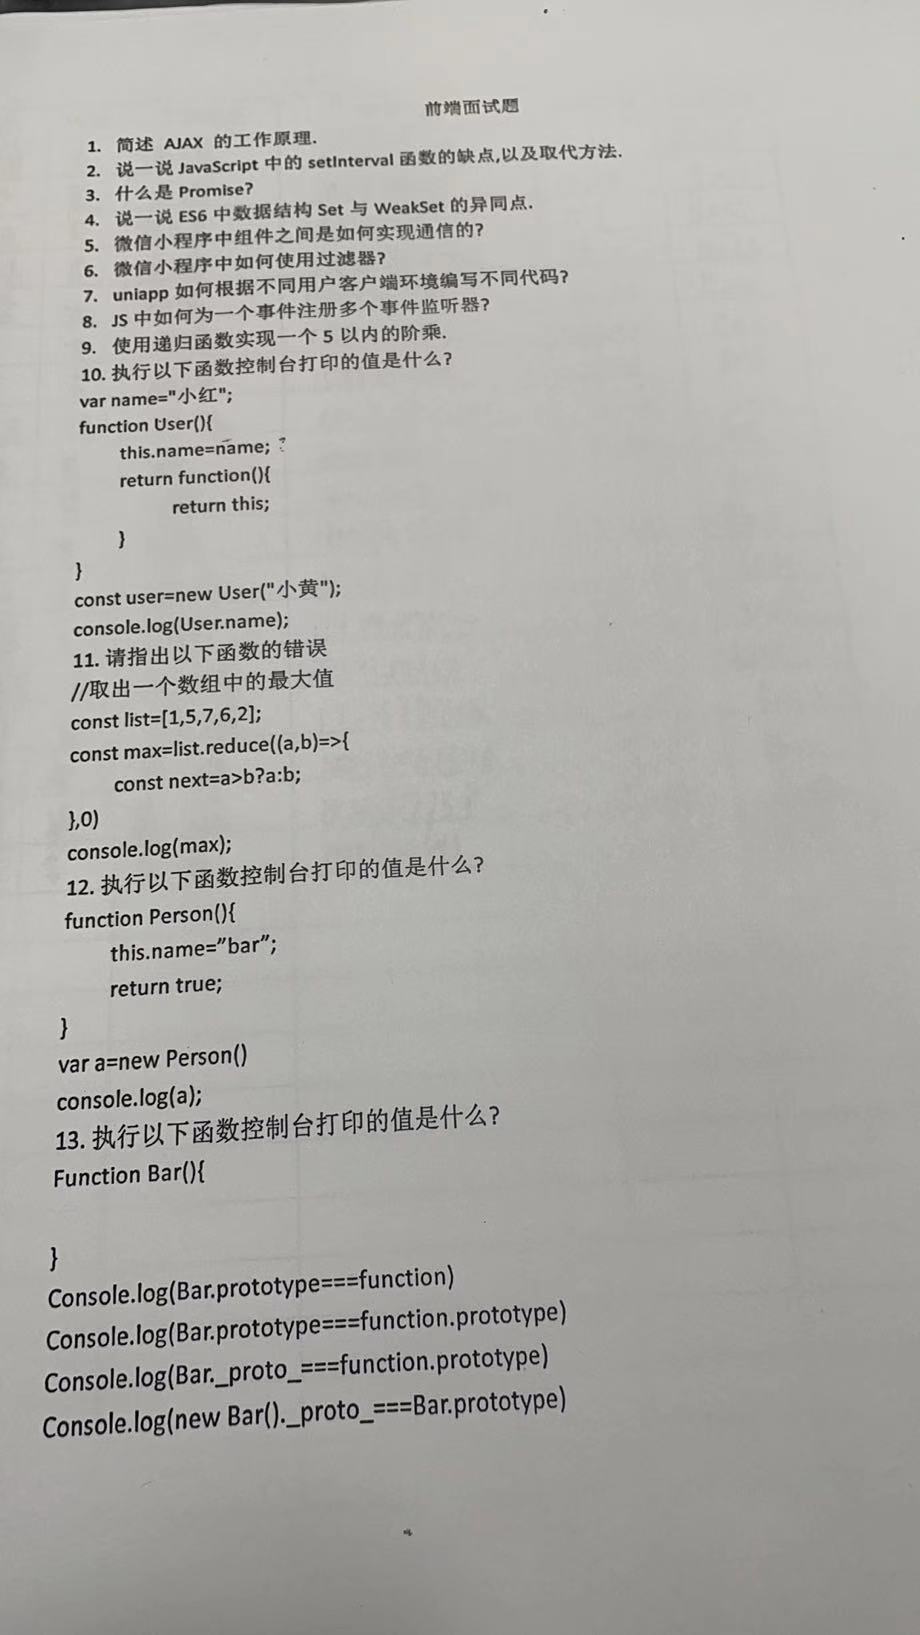 前端面试题
1. 简述 AJAX 的工作原理.
2. 说一说 JavaScript 中的 setInterval 函数的缺点,以及取代方法.
3. 什么是 Promise?
4. 说一说 ES6 中数据结构 Set 与 WeakSet 的异同点.
5. 微信小程序中组件之间是如何实现通信的?
6. 微信小程序中如何使用过滤器?
7. uniapp 如何根据不同用户客户端环境编写不同代码?
8. JS 中如何为一个事件注册多个事件监听器?
9. 使用递归函数实现一个 5 以内的阶乘.
10. 执行以下函数控制台打印的值是什么?
var name="小红";
function User(){
this.name=name; ?
return function(){
return this;
}
}
const user=new User("小黄");
console.log(User.name);
11. 请指出以下函数的错误
//取出一个数组中的最大值
const list=[1,5,7,6,2];
const max=list.reduce((a,b)=>{
const next=a>b?a:b;
},0)
console.log(max);
12. 执行以下函数控制台打印的值是什么?
function Person(){
this.name=”bar”;
return true;
}
var a=new Person()
console.log(a);
13. 执行以下函数控制台打印的值是什么?
Function Bar(){
}
Console.log(Bar.prototype===function)
Console.log(Bar.prototype===function.prototype)
Console.log(Bar._proto_===function.prototype)
Console.log(new Bar()._proto_===Bar.prototype)